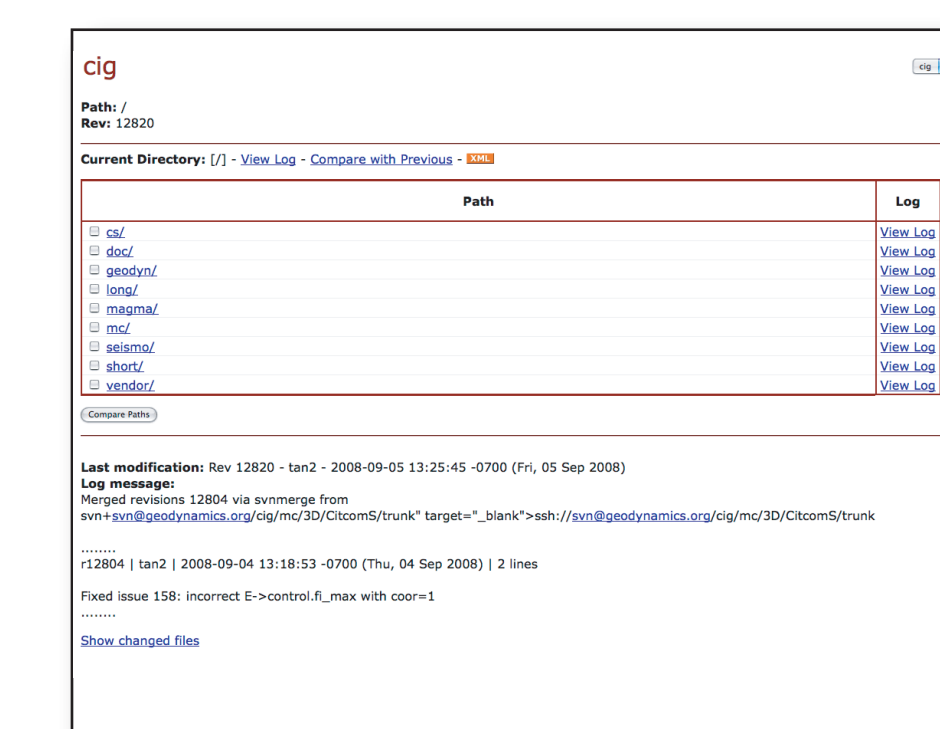 cig
cig
Path: /
Rev: 12820
Current Directory: [/] - View Log - Compare with Previous - XML
Path Log
cs/ View Log
doc/ View Log
geodyn/ View Log
long/ View Log
magma/ View Log
mc/ View Log
seismo/ View Log
short/ View Log
vendor/ View Log
Compare Paths
Last modification: Rev 12820 - tan2 - 2008-09-05 13:25:45 -0700 (Fri, 05 Sep 2008)
Log message:
Merged revisions 12804 via svnmerge from
svn+svn@geodynamics.org/cig/mc/3D/CitcomS/trunk" target="_blank">ssh://svn@geodynamics.org/cig/mc/3D/CitcomS/trunk
........
r12804 | tan2 | 2008-09-04 13:18:53 -0700 (Thu, 04 Sep 2008) | 2 lines
Fixed issue 158: incorrect E->control.fi_max with coor=1
........
Show changed files